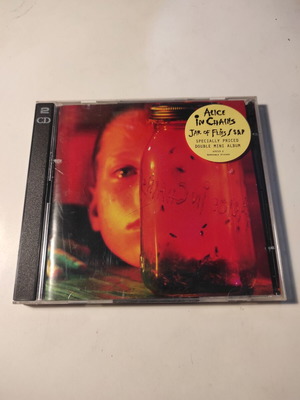 2
CD
ALICE
IN CHAINS
JAR OF FLIES / SAP
SPECIALLY PRICED
DOUBLE MINI ALBUM